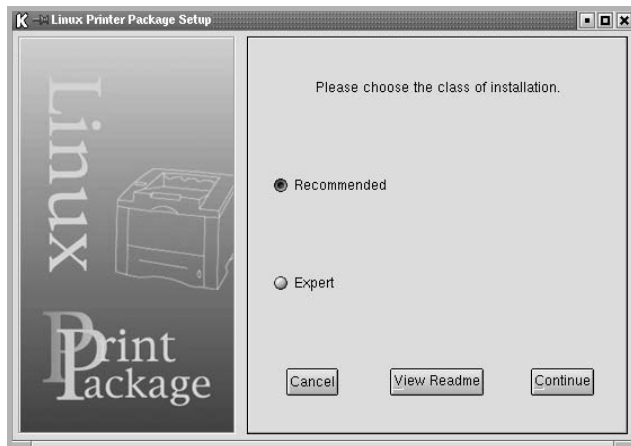 Linux Printer Package Setup
Linux
Print
Package
Please choose the class of installation.
Recommended
Expert
Cancel
View Readme
Continue